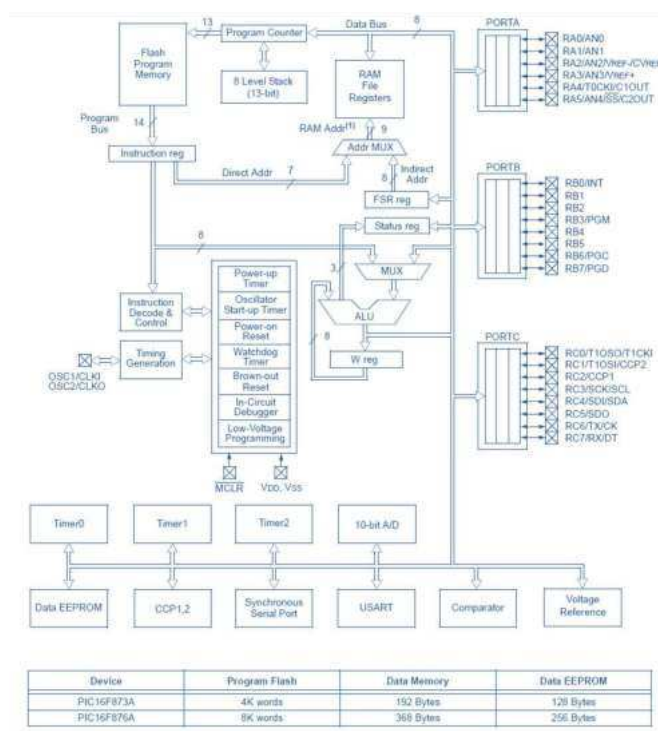 13
Program Counter
Data Bus
8
PORTA
Flash
Program
Memory
8 Level Stack
(13-bit)
RAM
File
Registers
RA0/AN0
RA1/AN1
RA2/AN2/VREF-/CVREF
RA3/AN3/VREF+
RA4/T0CKI/C1OUT
RA5/AN4/SS/C2OUT
Program
Bus
14
RAM Addr(1)
9
Addr MUX
Instruction reg
Direct Addr
7
8
Indirect
Addr
FSR reg
Status reg
PORTB
RB0/INT
RB1
RB2
RB3/PGM
RB4
RB5
RB6/PGC
RB7/PGD
8
3
MUX
ALU
8
W reg
Power-up
Timer
Oscillator
Start-up Timer
Power-on
Reset
Watchdog
Timer
Brown-out
Reset
In-Circuit
Debugger
Low-Voltage
Programming
Instruction
Decode &
Control
Timing
Generation
OSC1/CLKI
OSC2/CLKO
MCLR
VDD, VSS
PORTC
RC0/T1OSO/T1CKI
RC1/T1OSI/CCP2
RC2/CCP1
RC3/SCK/SCL
RC4/SDI/SDA
RC5/SDO
RC6/TX/CK
RC7/RX/DT
Timer0
Timer1
Timer2
10-bit A/D
Data EEPROM
CCP1,2
Synchronous
Serial Port
USART
Comparator
Voltage
Reference
Device Program Flash Data Memory Data EEPROM
PIC16F873A 4K words 192 Bytes 128 Bytes
PIC16F876A 8K words 368 Bytes 256 Bytes